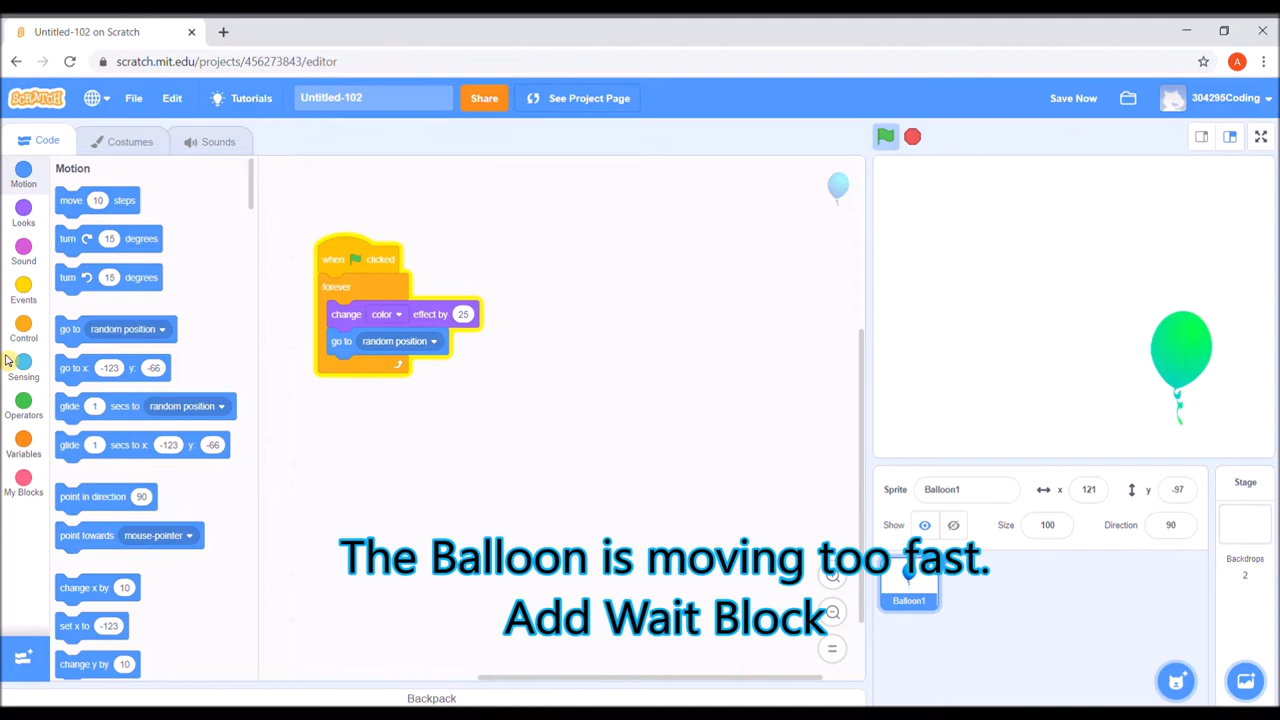 Untitled-102 on Scratch
scratch.mit.edu/projects/456273843/editor
A
SCRATCH
File
Edit
Tutorials
Untitled-102
Share
See Project Page
Save Now
304295Coding
Code
Costumes
Sounds
Motion
Looks
Sound
Events
Control
Sensing
Operators
Variables
My Blocks
Motion
move 10 steps
turn 15 degrees
turn 15 degrees
go to random position
go to x: -123 y: -66
glide 1 secs to random position
glide 1 secs to x: -123 y: -66
point in direction 90
point towards mouse-pointer
change x by 10
set x to -123
change y by 10
when clicked
forever
change color effect by 25
go to random position
The Balloon is moving too fast.
Add Wait Block
Backpack
Sprite Balloon1 x 121 y -97
Show Size 100 Direction 90
Balloon1
Stage
Backdrops
2